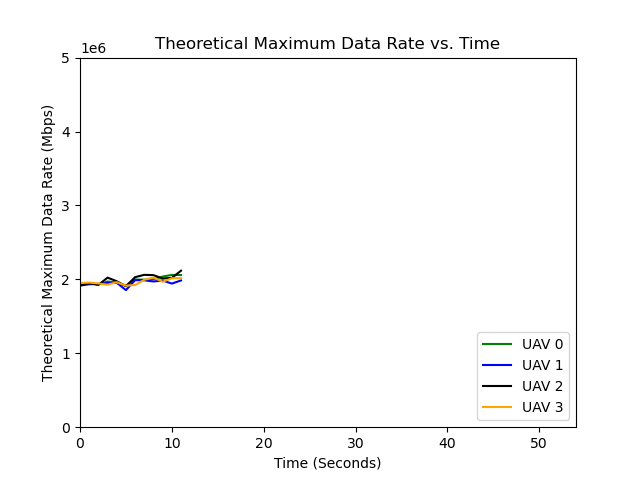 Theoretical Maximum Data Rate vs. Time
1e6
5
4
3
2
1
0
Theoretical Maximum Data Rate (Mbps)
UAV 0
UAV 1
UAV 2
UAV 3
0 10 20 30 40 50
Time (Seconds)